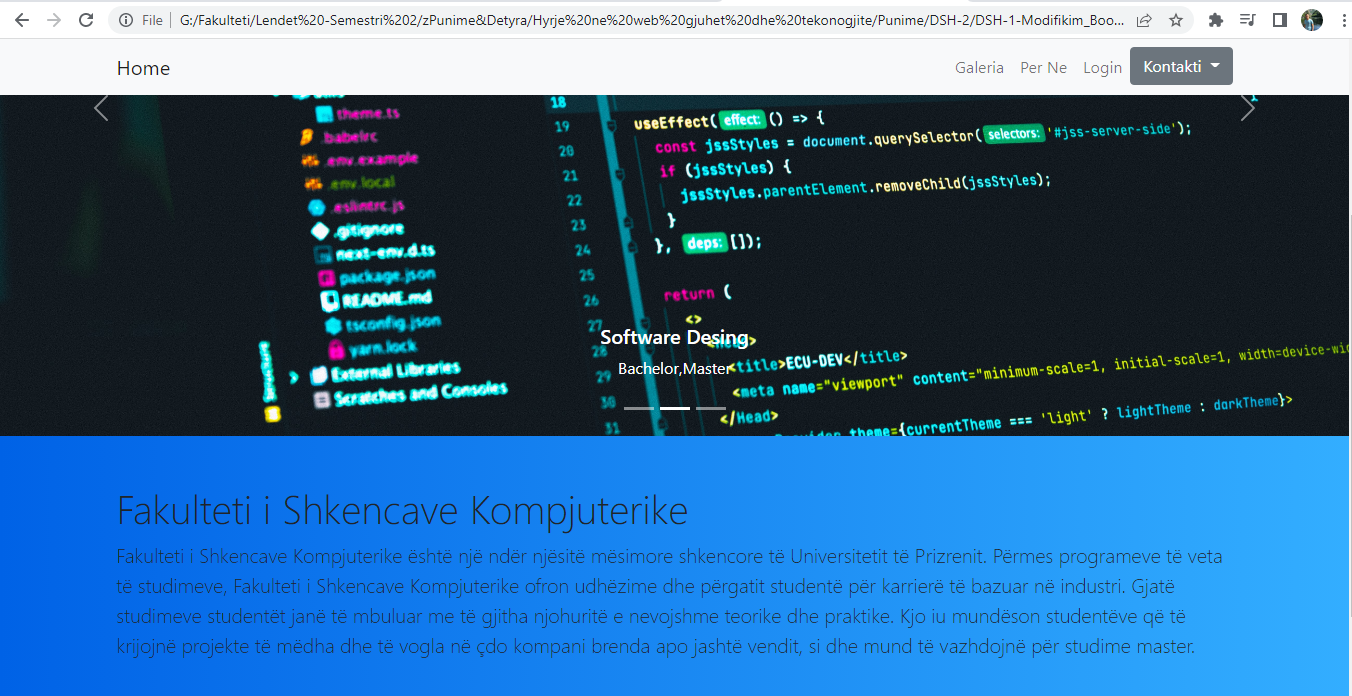 File
G:/Fakulteti/Lendet%20-Semestri%202/zPunime&Detyra/Hyrje%20ne%20web%20gjuhet%20dhe%20tekonogjite/Punime/DSH-2/DSH-1-Modifikim_Boo...
Home
Galeria
Per Ne
Login
Kontakti
theme.ts
.babelrc
.env.example
.env.local
.eslintrc.js
.gitignore
next-env.d.ts
package.json
README.md
tsconfig.json
yarn.lock
External Libraries
Scratches and Consoles
18
19 useEffect( effect: () => {
20 const jssStyles = document.querySelector( selectors: '#jss-server-side');
21 if (jssStyles) {
22 jssStyles.parentElement.removeChild(jssStyles);
23 }
24 }, deps: []);
25
26 return (
27 <>
28
29 <title>ECU-DEV</title>
30 <meta name="viewport" content="minimum-scale=1, initial-scale=1, width=device-wid
31 </Head>
theme={currentTheme === 'light' ? lightTheme : darkTheme}>
Software Desing
Bachelor,Master
Fakulteti i Shkencave Kompjuterike
Fakulteti i Shkencave Kompjuterike është një ndër njësitë mësimore shkencore të Universitetit të Prizrenit. Përmes programeve të veta
të studimeve, Fakulteti i Shkencave Kompjuterike ofron udhëzime dhe përgatit studentë për karrierë të bazuar në industri. Gjatë
studimeve studentët janë të mbuluar me të gjitha njohuritë e nevojshme teorike dhe praktike. Kjo iu mundëson studentëve që të
krijojnë projekte të mëdha dhe të vogla në çdo kompani brenda apo jashtë vendit, si dhe mund të vazhdojnë për studime master.